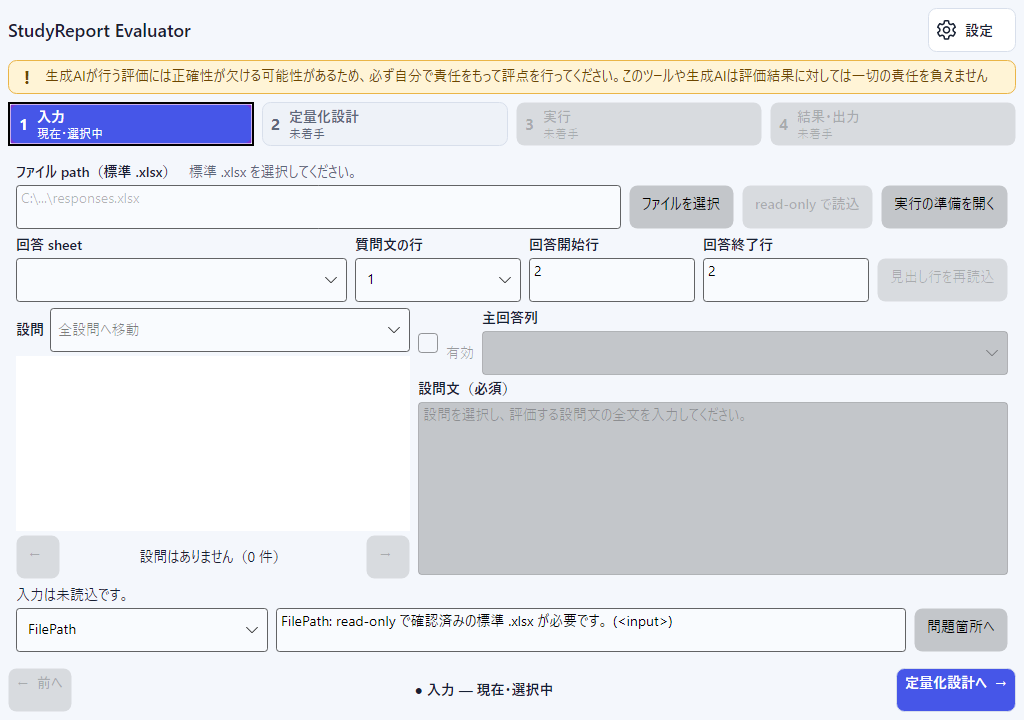 StudyReport Evaluator
設定
! 生成AIが行う評価には正確性が欠ける可能性があるため、必ず自分で責任をもって評点を行ってください。このツールや生成AIは評価結果に対しては一切の責任を負えません
1 入力
現在・選択中
2 定量化設計
未着手
3 実行
未着手
4 結果・出力
未着手
ファイル path（標準 .xlsx） 標準 .xlsx を選択してください。
C:\...\responses.xlsx
ファイルを選択
read-only で読込
実行の準備を開く
回答 sheet
質問文の行
回答開始行
回答終了行
1
2
2
見出し行を再読込
設問
全設問へ移動
有効
主回答列
設問文（必須）
設問を選択し、評価する設問文の全文を入力してください。
←
設問はありません（0 件）
→
入力は未読込です。
FilePath
FilePath: read-only で確認済みの標準 .xlsx が必要です。(<input>)
問題箇所へ
← 前へ
● 入力 — 現在・選択中
定量化設計へ →